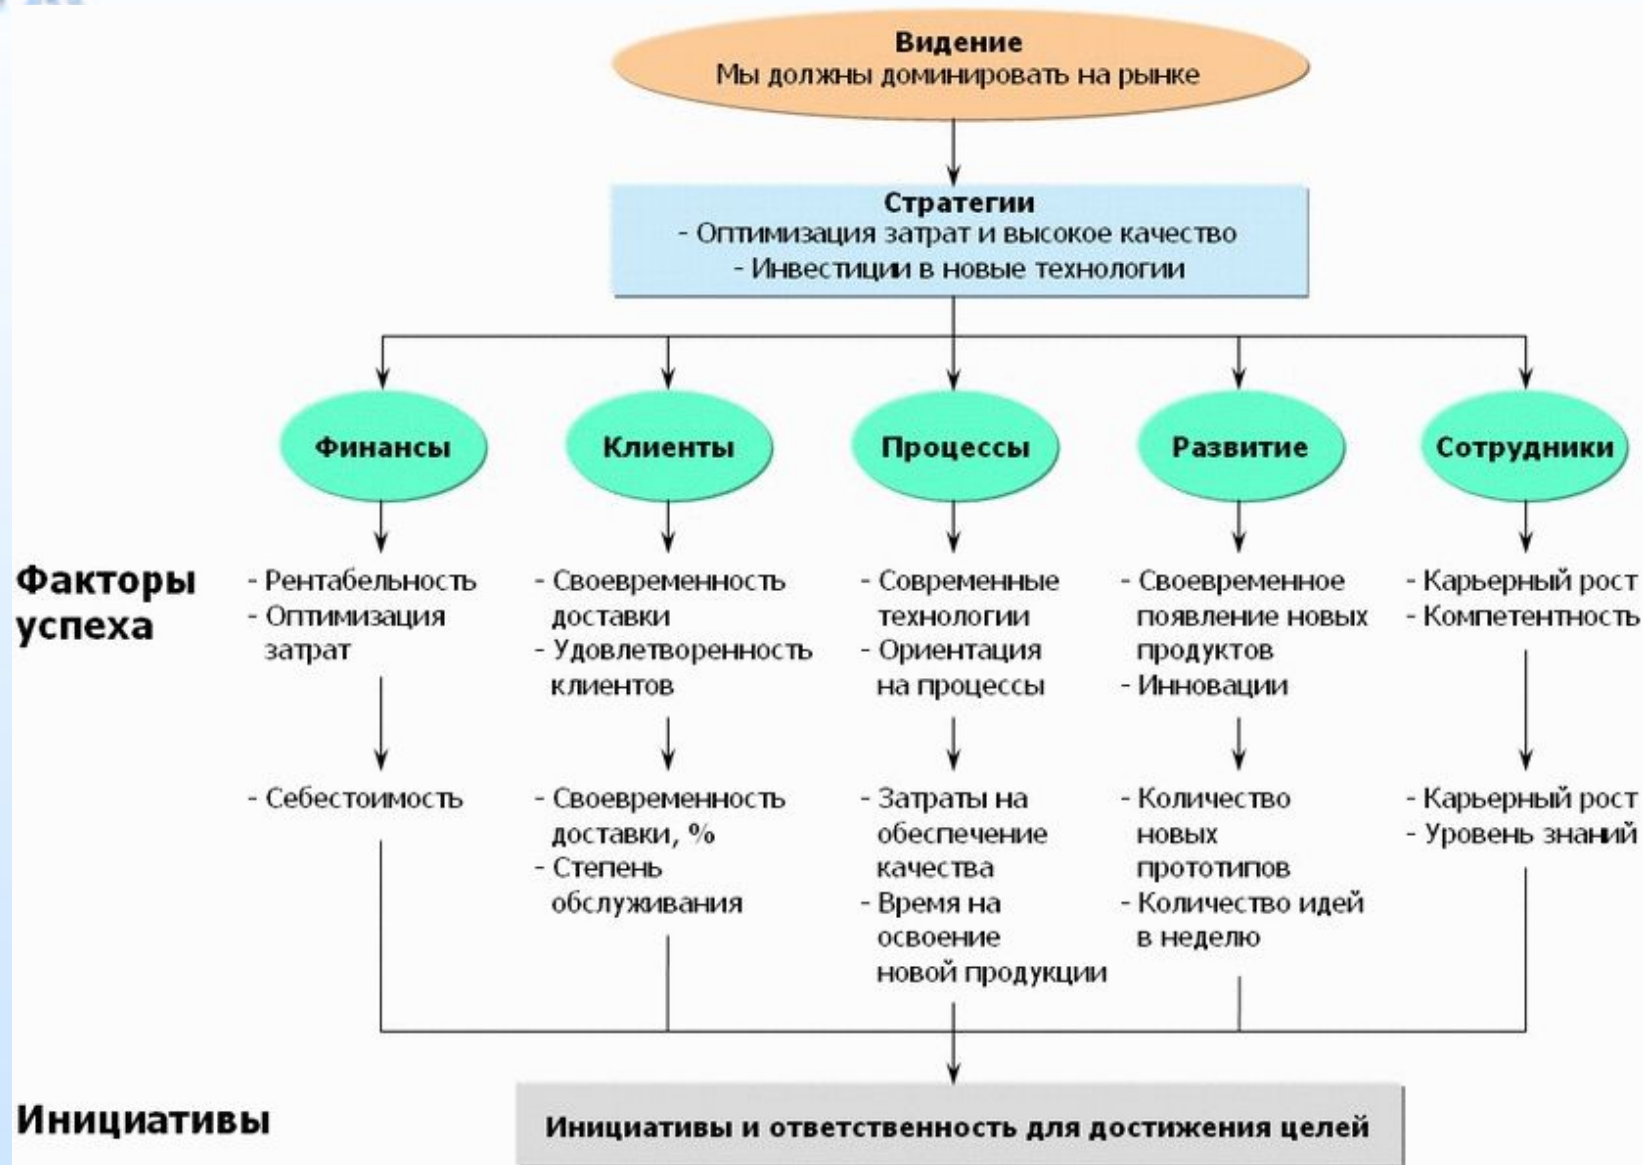 Видение
Мы должны доминировать на рынке
Стратегии
- Оптимизация затрат и высокое качество
- Инвестиции в новые технологии
Финансы
Клиенты
Процессы
Развитие
Сотрудники
Факторы
успеха
- Рентабельность
- Оптимизация
затрат
- Своевременность
доставки
- Удовлетворенность
клиентов
- Современные
технологии
- Ориентация
на процессы
- Своевременное
появление новых
продуктов
- Инновации
- Карьерный рост
- Компетентность
- Себестоимость
- Своевременность
доставки, %
- Степень
обслуживания
- Затраты на
обеспечение
качества
- Время на
освоение
новой продукции
- Количество
новых
прототипов
- Количество идей
в неделю
- Карьерный рост
- Уровень знаний
Инициативы
Инициативы и ответственность для достижения целей